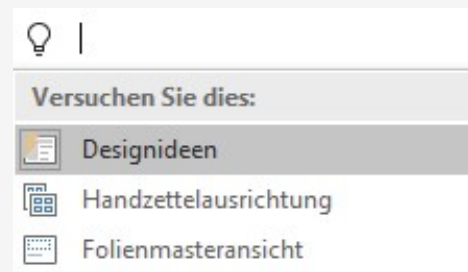 Versuchen Sie dies:
Designideen
Handzettelausrichtung
Folienmasteransicht